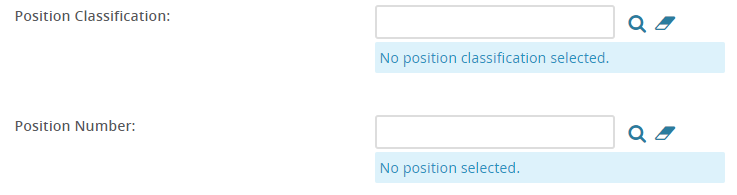 Position Classification:
No position classification selected.
Position Number:
No position selected.